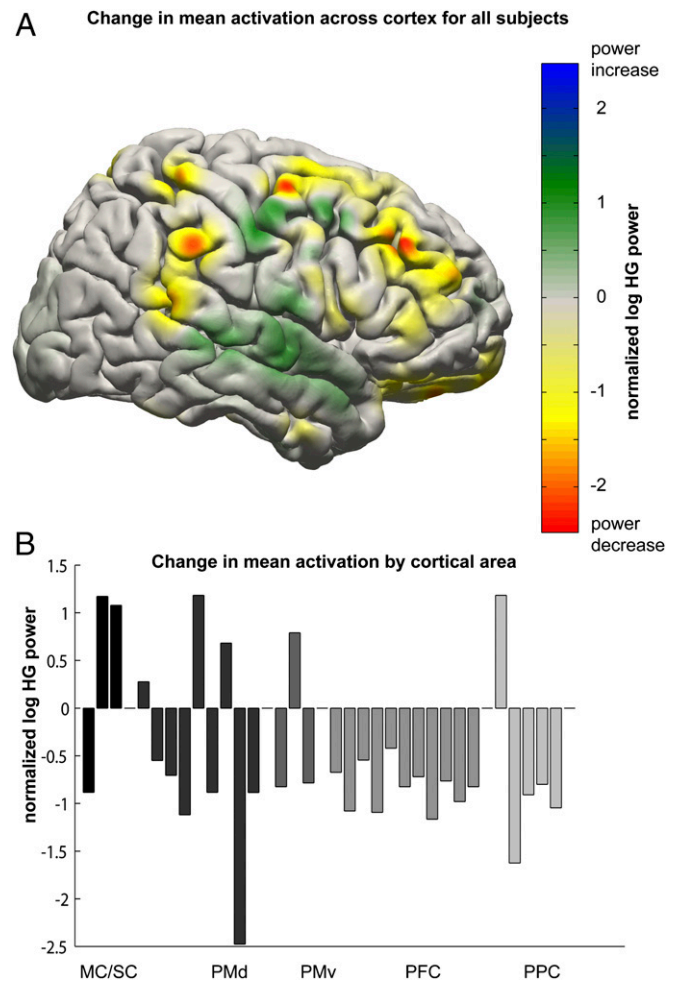 A
Change in mean activation across cortex for all subjects
power
increase
2
1
0
-1
-2
power
decrease
normalized log HG power
B
Change in mean activation by cortical area
normalized log HG power
1.5
1
0.5
0
-0.5
-1
-1.5
-2
-2.5
MC/SC PMd PMv PFC PPC